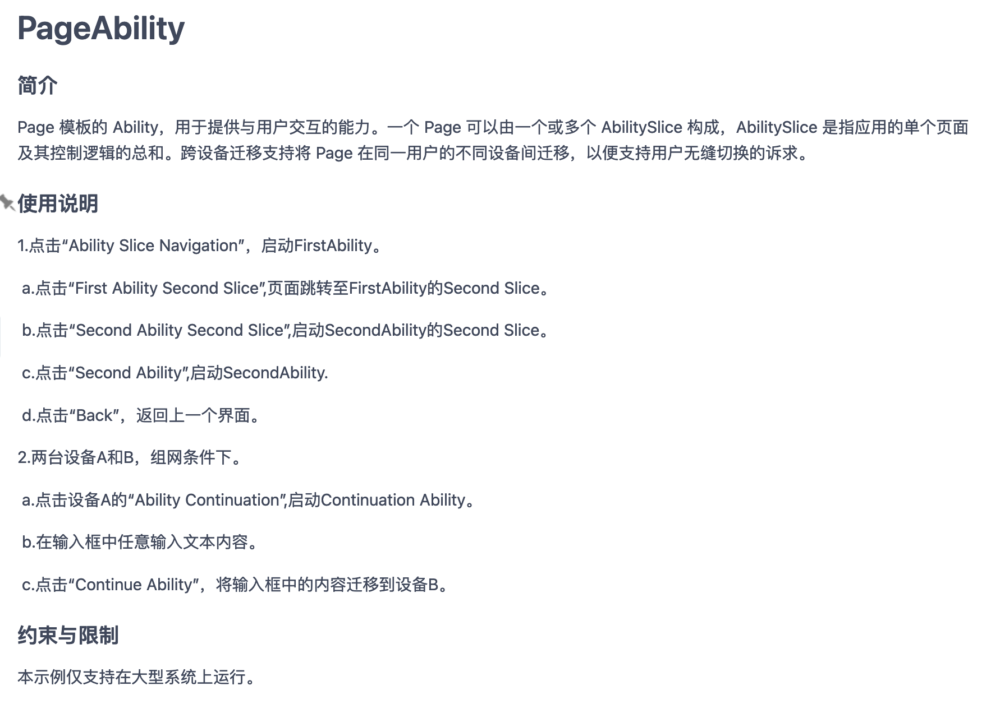 PageAbility
简介
Page 模板的 Ability，用于提供与用户交互的能力。一个 Page 可以由一个或多个 AbilitySlice 构成，AbilitySlice 是指应用的单个页面
及其控制逻辑的总和。跨设备迁移支持将 Page 在同一用户的不同设备间迁移，以便支持用户无缝切换的诉求。
使用说明
1.点击“Ability Slice Navigation”，启动FirstAbility。
a.点击“First Ability Second Slice”,页面跳转至FirstAbility的Second Slice。
b.点击“Second Ability Second Slice”,启动SecondAbility的Second Slice。
c.点击“Second Ability”,启动SecondAbility.
d.点击“Back”，返回上一个界面。
2.两台设备A和B，组网条件下。
a.点击设备A的“Ability Continuation”,启动Continuation Ability。
b.在输入框中任意输入文本内容。
c.点击“Continue Ability”，将输入框中的内容迁移到设备B。
约束与限制
本示例仅支持在大型系统上运行。